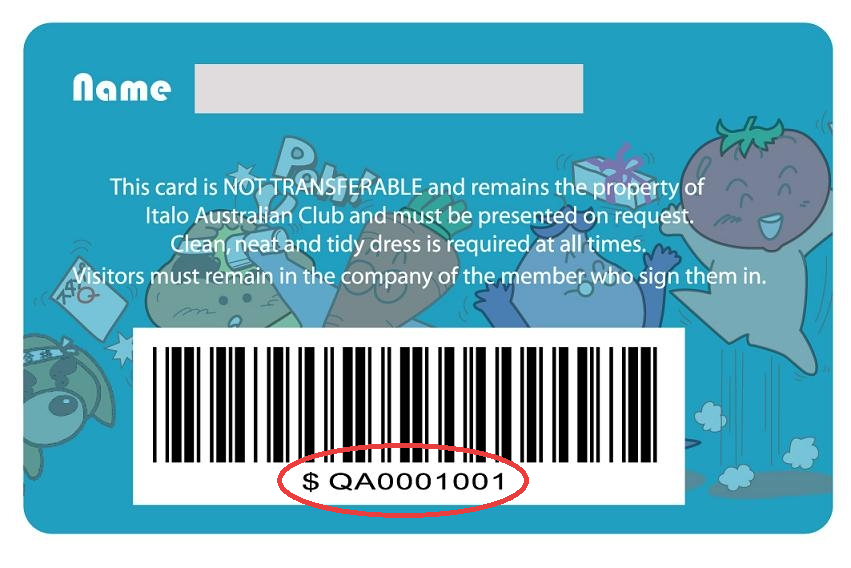 Name
Pow!
This card is NOT TRANSFERABLE and remains the property of
Italo Australian Club and must be presented on request.
Clean, neat and tidy dress is required at all times.
Visitors must remain in the company of the member who sign them in.
$ QA0001001